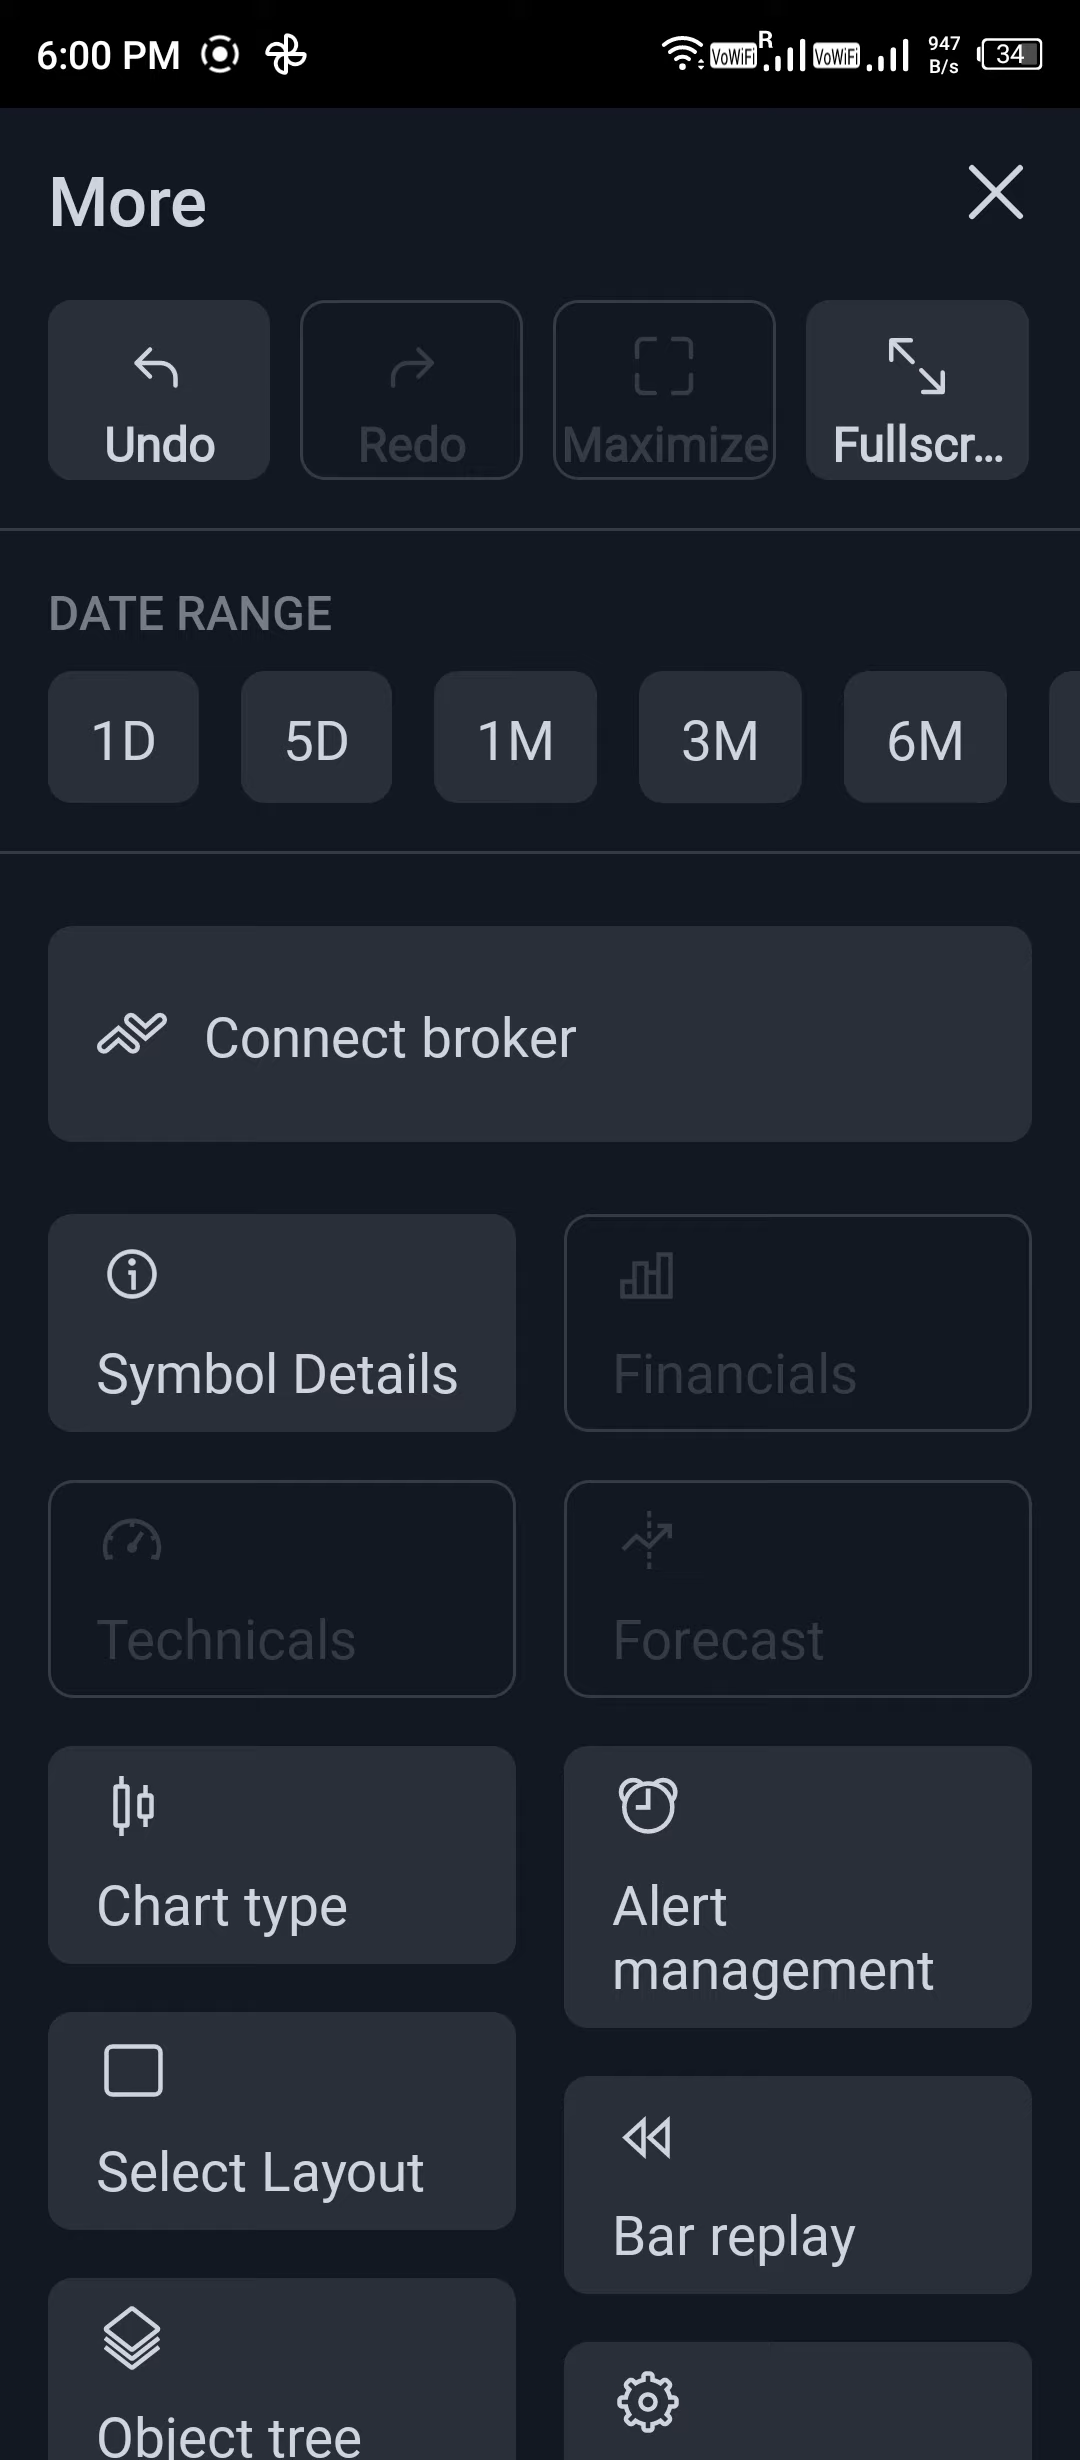 6:00 PM
VoWiFi R VoWiFi 947 B/s 34
More
Undo Redo Maximize Fullscr...
DATE RANGE
1D 5D 1M 3M 6M
Connect broker
Symbol Details Financials
Technicals Forecast
Chart type
Alert
management
Select Layout
Bar replay
Object tree